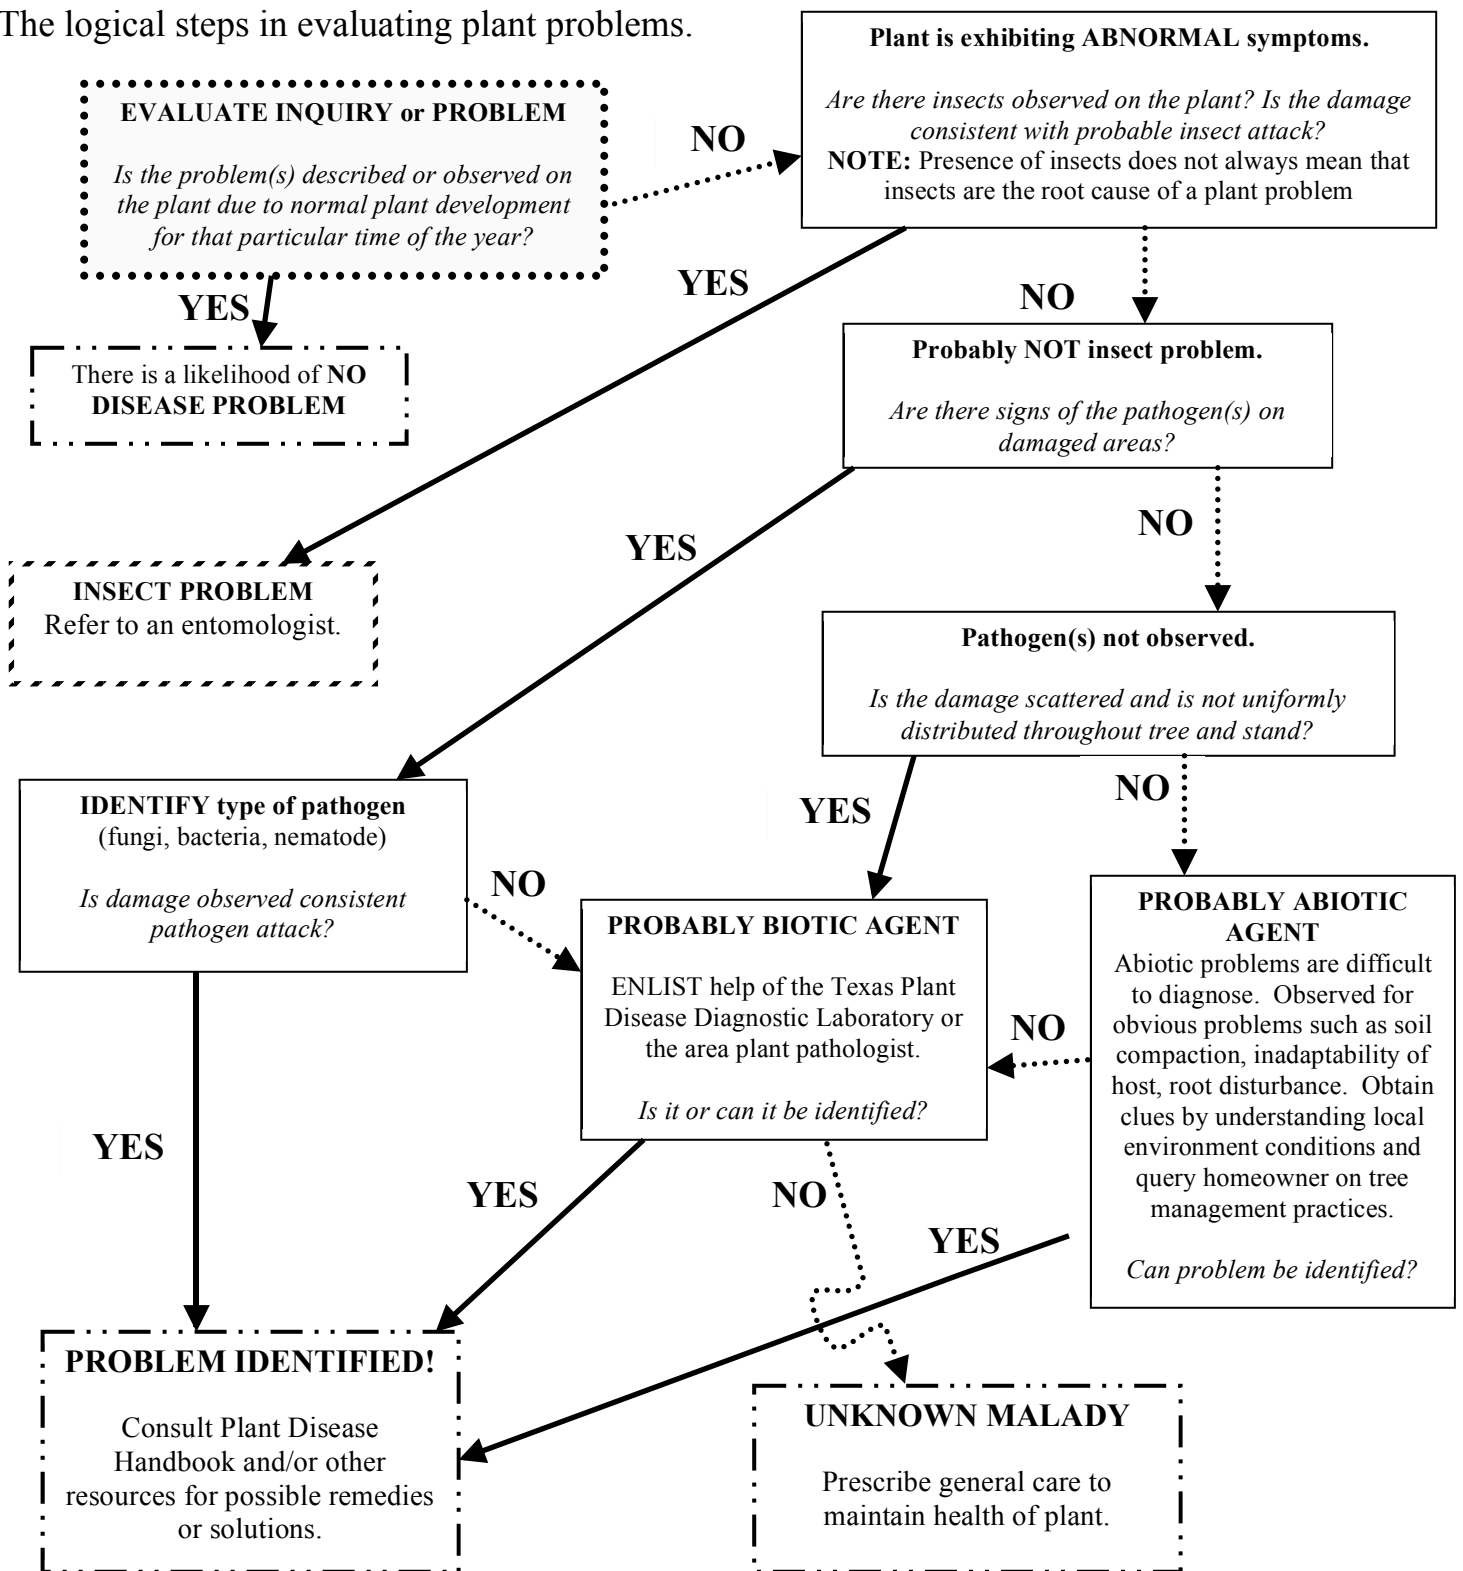 The logical steps in evaluating plant problems.
EVALUATE INQUIRY or PROBLEM
Is the problem(s) described or observed on
the plant due to normal plant development
for that particular time of the year?
NO
Plant is exhibiting ABNORMAL symptoms.
Are there insects observed on the plant? Is the damage
consistent with probable insect attack?
NOTE: Presence of insects does not always mean that
insects are the root cause of a plant problem
YES
There is a likelihood of NO
DISEASE PROBLEM
YES
NO
Probably NOT insect problem.
Are there signs of the pathogen(s) on
damaged areas?
INSECT PROBLEM
Refer to an entomologist.
YES
NO
Pathogen(s) not observed.
Is the damage scattered and is not uniformly
distributed throughout tree and stand?
IDENTIFY type of pathogen
(fungi, bacteria, nematode)
Is damage observed consistent
pathogen attack?
NO
YES
NO
PROBABLY BIOTIC AGENT
ENLIST help of the Texas Plant
Disease Diagnostic Laboratory or
the area plant pathologist.
Is it or can it be identified?
NO
PROBABLY ABIOTIC
AGENT
Abiotic problems are difficult
to diagnose. Observed for
obvious problems such as soil
compaction, inadaptability of
host, root disturbance. Obtain
clues by understanding local
environment conditions and
query homeowner on tree
management practices.
Can problem be identified?
YES
YES
NO
YES
PROBLEM IDENTIFIED!
Consult Plant Disease
Handbook and/or other
resources for possible remedies
or solutions.
UNKNOWN MALADY
Prescribe general care to
maintain health of plant.